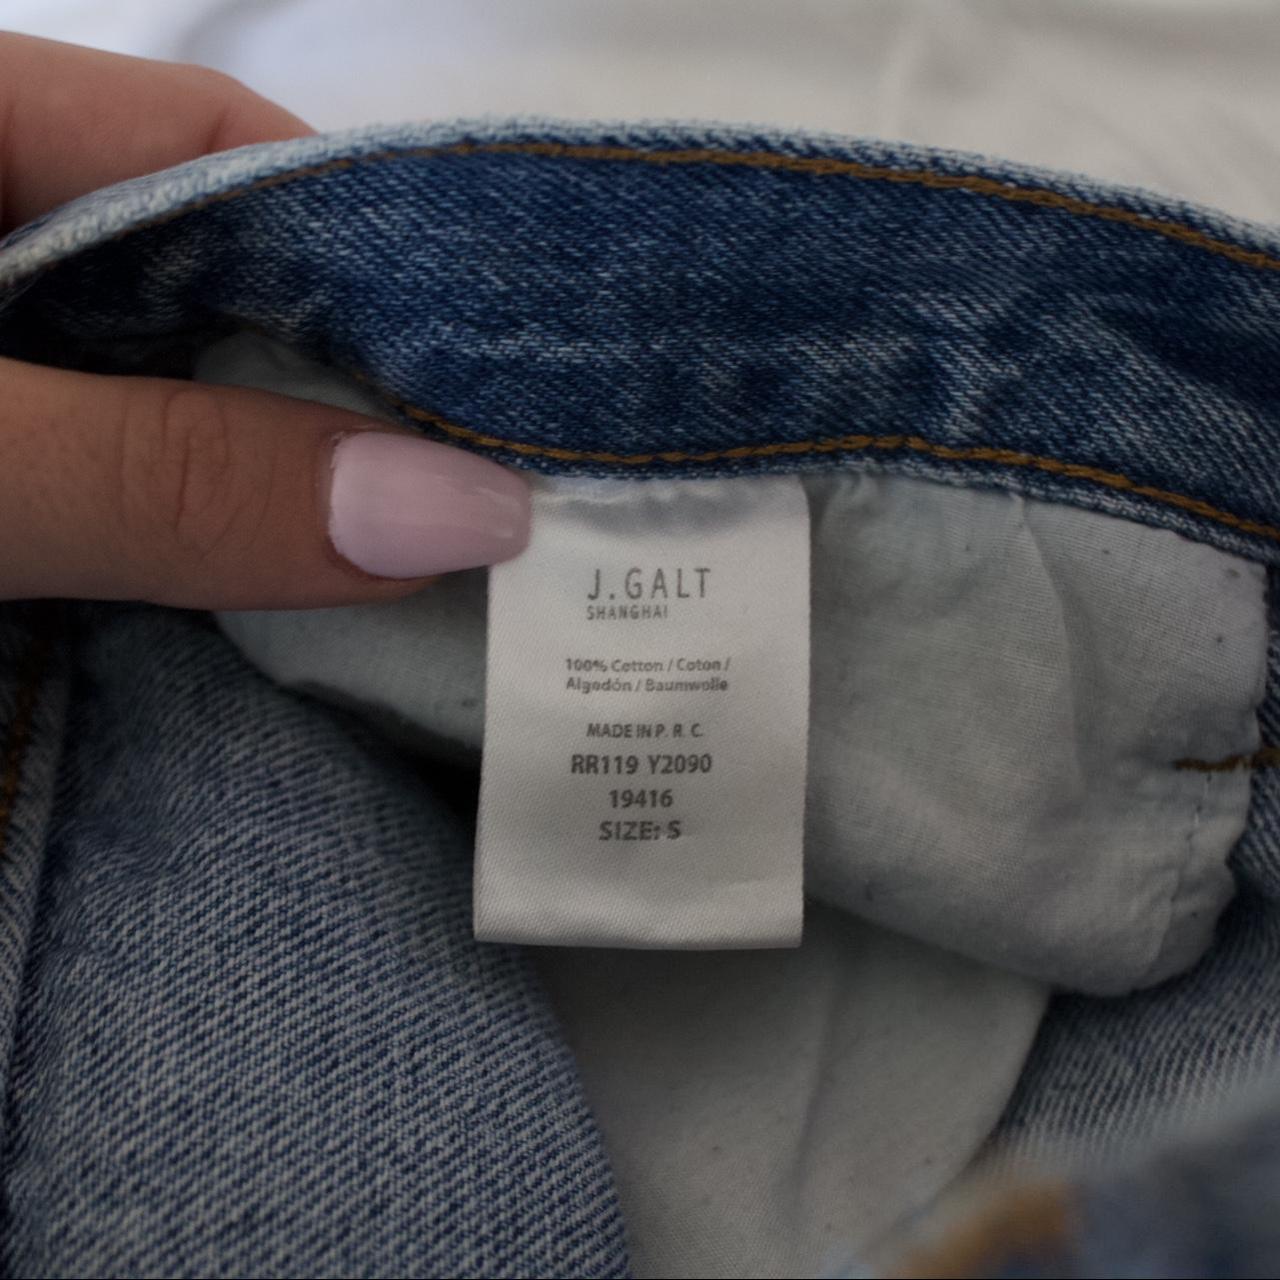 J.GALT
SHANGHAI
100% Cotton / Coton /
Algodón / Baumwolle
MADE IN P. R. C.
RR119 Y2090
19416
SIZE: S